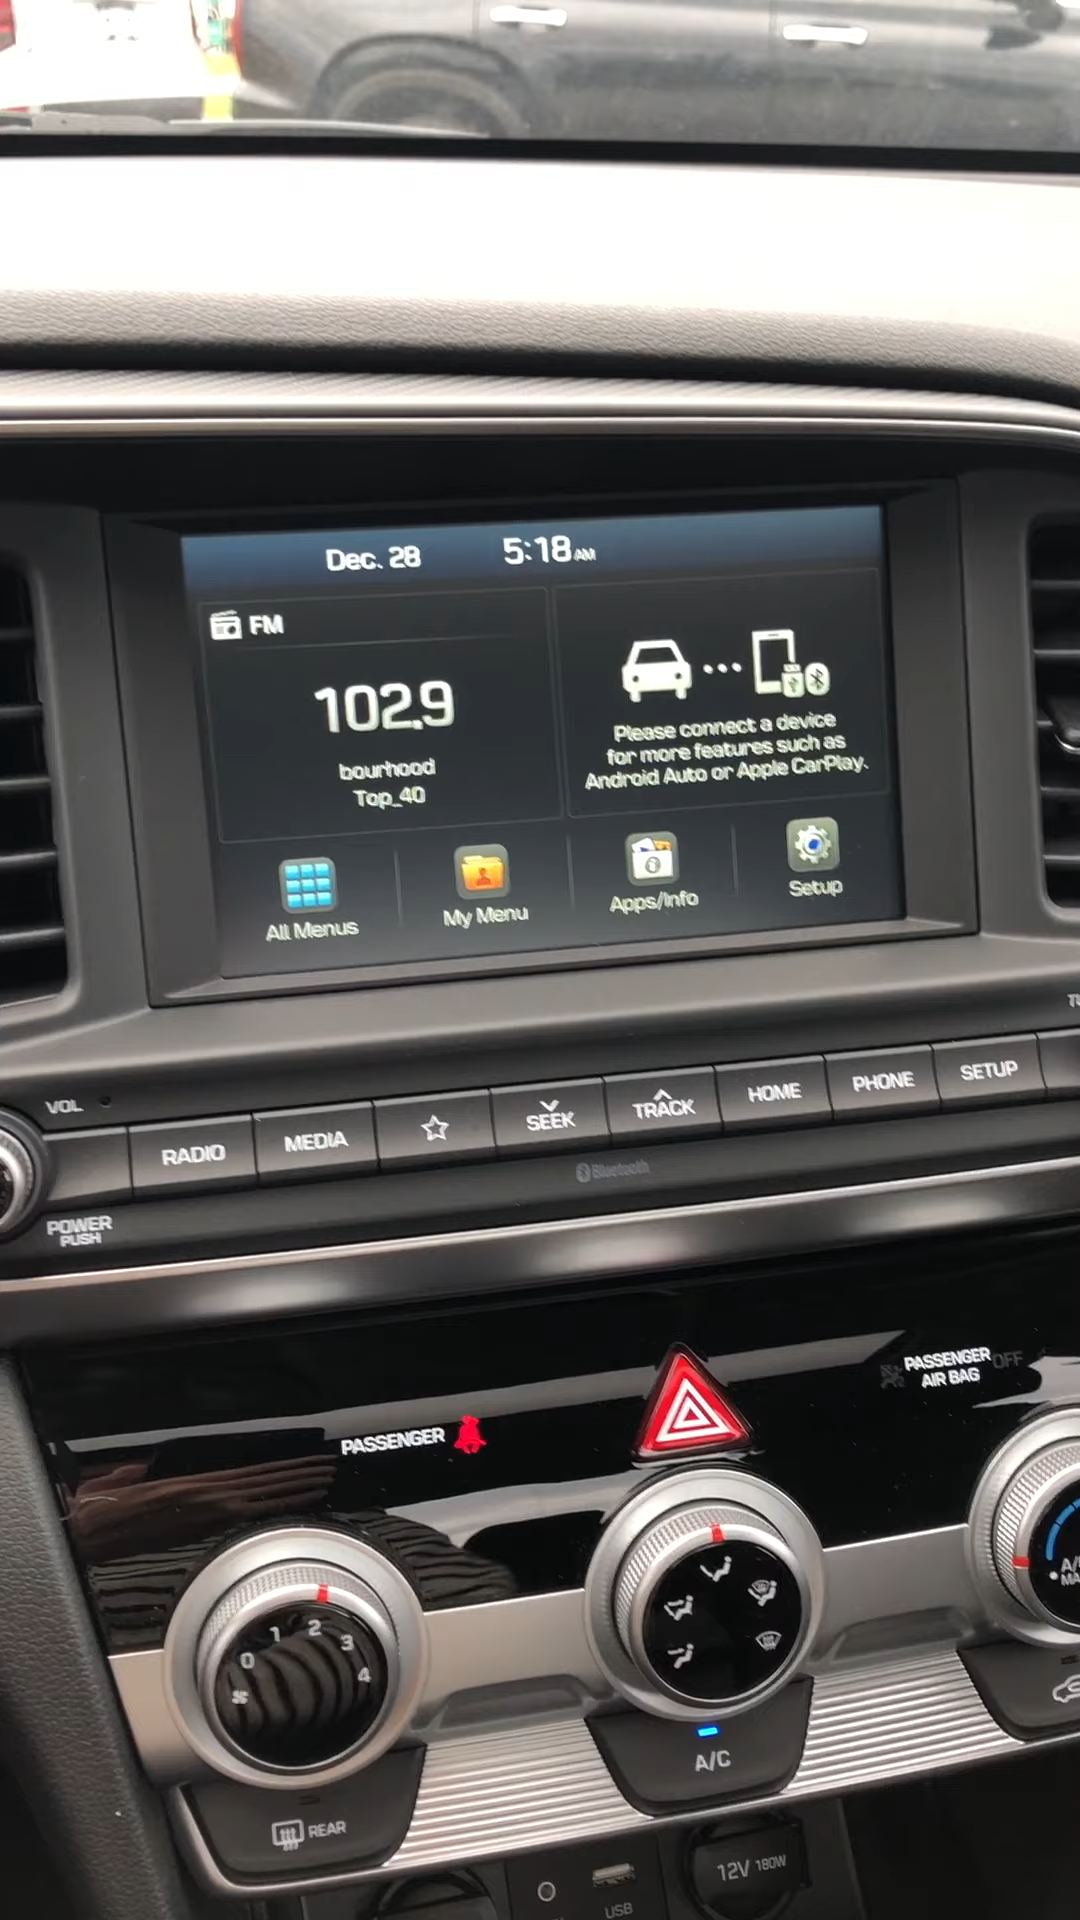 Dec. 28 5:18 AM
FM
102.9
bourhood
Top_40
Please connect a device
for more features such as
Android Auto or Apple CarPlay.
All Menus
My Menu
Apps/Info
Setup
VOL
RADIO
MEDIA
SEEK
TRACK
HOME
PHONE
SETUP
POWER
PUSH
Bluetooth
PASSENGER
PASSENGER OFF
AIR BAG
0 1 2 3 4
A/C
REAR
USB
12V 180W